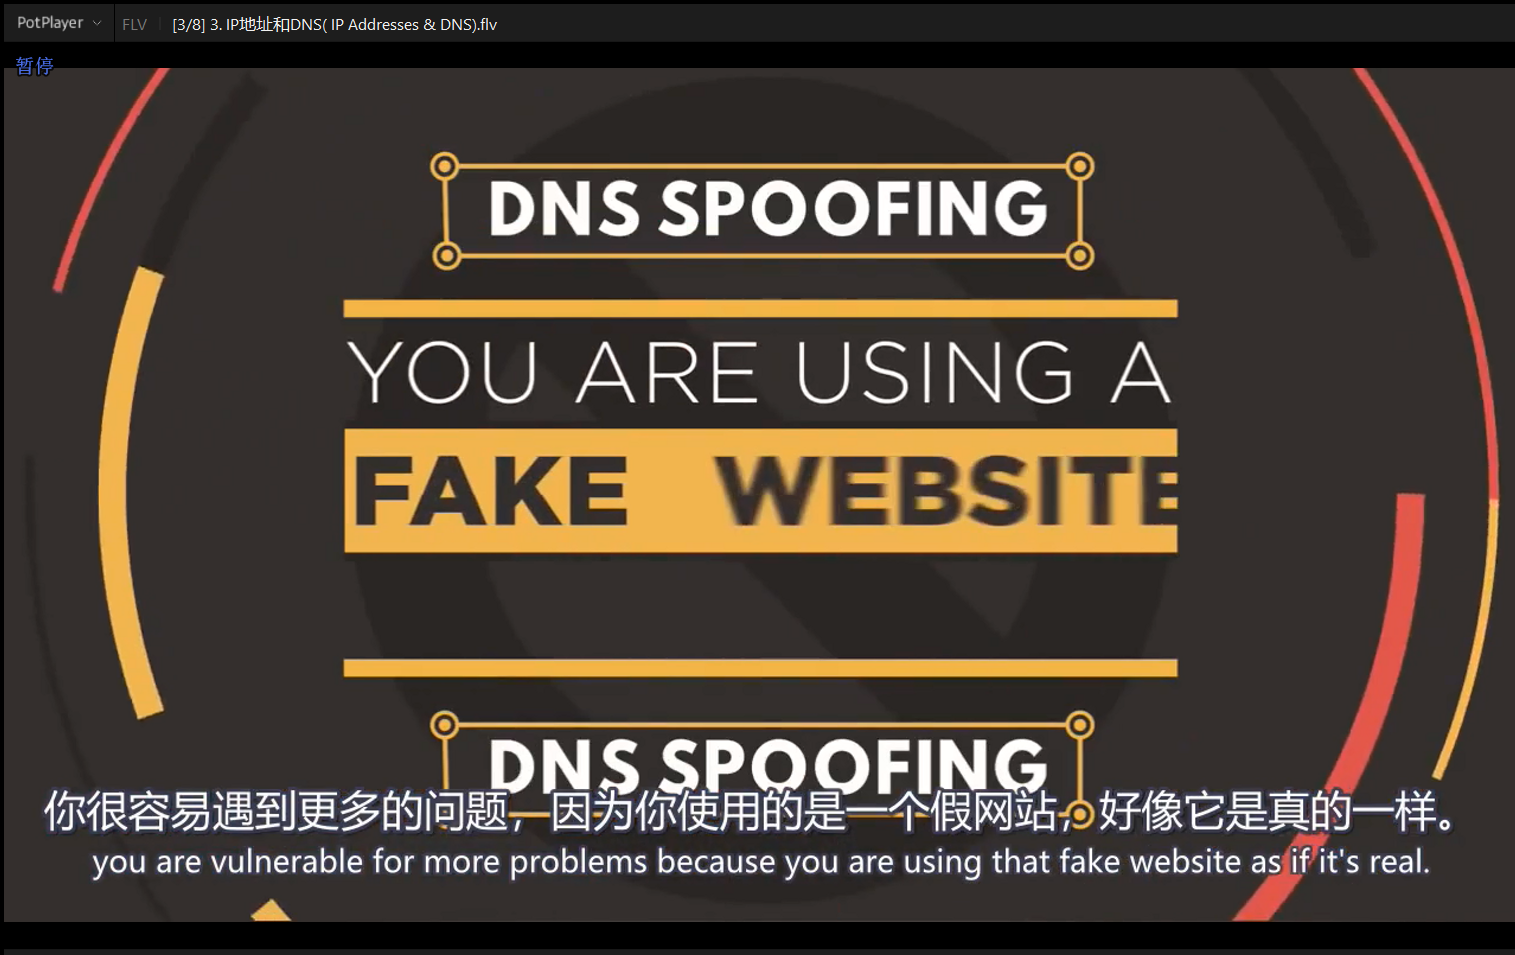 PotPlayer FLV [3/8] 3. IP地址和DNS( IP Addresses & DNS).flv
暂停
DNS SPOOFING
YOU ARE USING A
FAKE WEBSITE
DNS SPOOFING
你很容易遇到更多的问题，因为你使用的是一个假网站，好像它是真的一样。
you are vulnerable for more problems because you are using that fake website as if it's real.